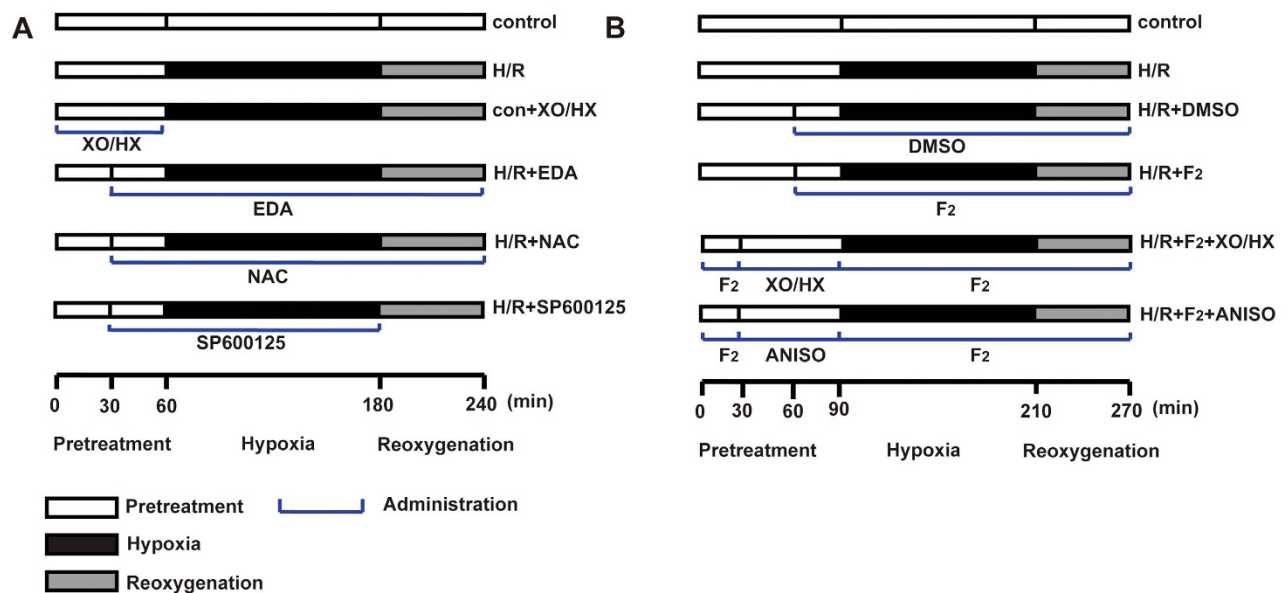 A
control
H/R
con+XO/HX
XO/HX
H/R+EDA
EDA
H/R+NAC
NAC
H/R+SP600125
SP600125
0 30 60 180 240 (min)
Pretreatment Hypoxia Reoxygenation
Pretreatment Administration
Hypoxia
Reoxygenation
B
control
H/R
H/R+DMSO
DMSO
H/R+F2
F2
H/R+F2+XO/HX
F2 XO/HX F2
H/R+F2+ANISO
F2 ANISO F2
0 30 60 90 210 270 (min)
Pretreatment Hypoxia Reoxygenation